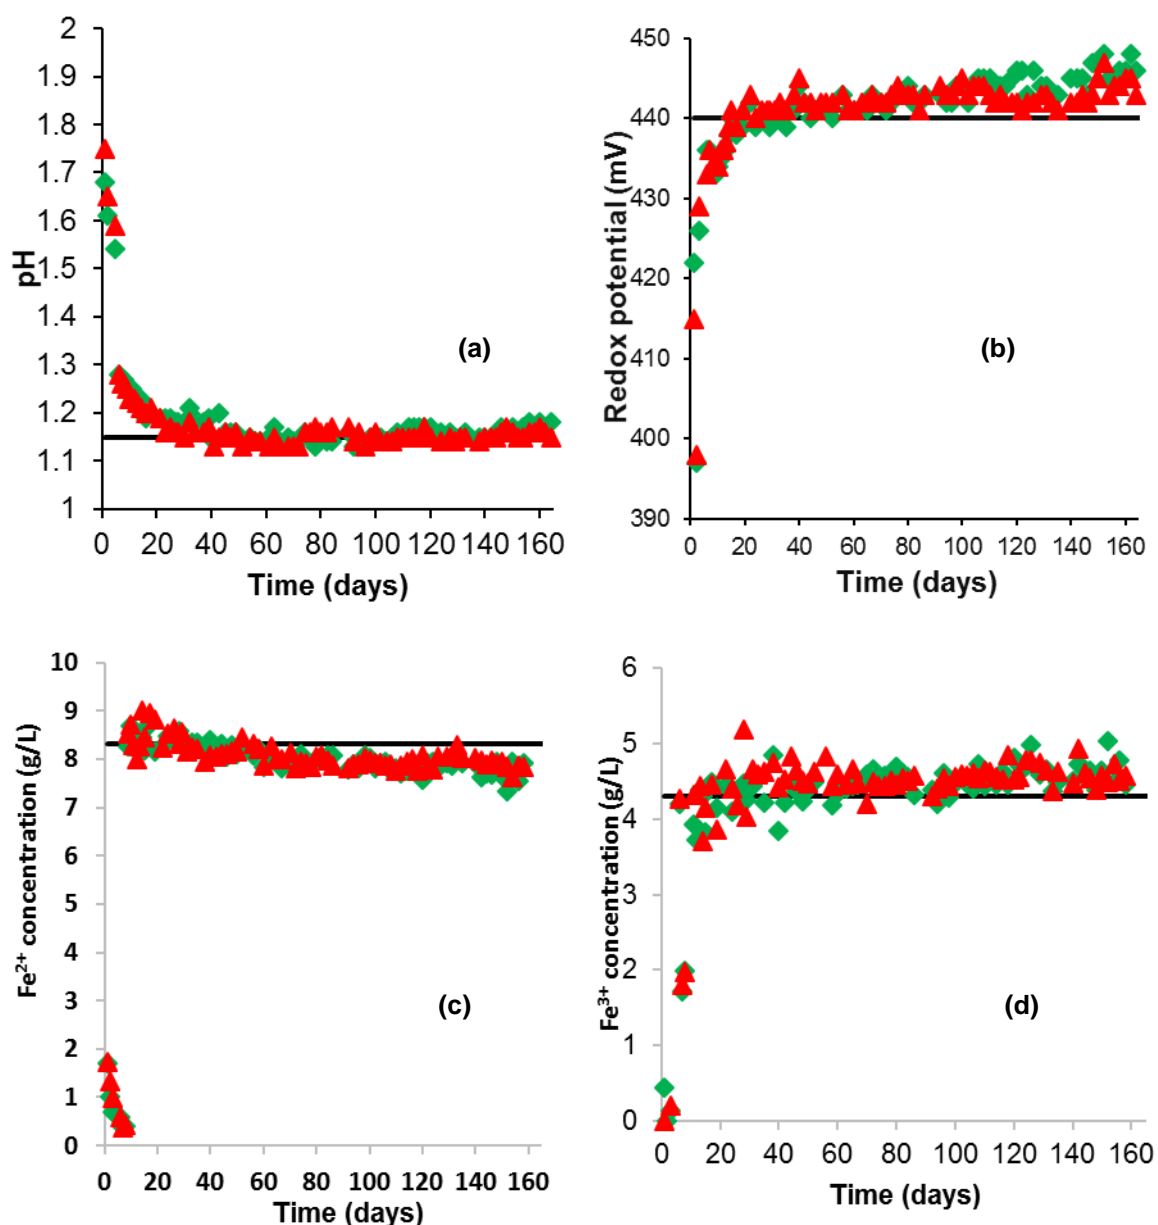 2
1.9
1.8
1.7
1.6
1.5
1.4
1.3
1.2
1.1
1
pH
(a)
0 20 40 60 80 100 120 140 160
Time (days)
450
440
430
420
410
400
390
Redox potential (mV)
(b)
0 20 40 60 80 100 120 140 160
Time (days)
10
9
8
7
6
5
4
3
2
1
0
Fe²⁺ concentration (g/L)
(c)
0 20 40 60 80 100 120 140 160
Time (days)
6
5
4
3
2
1
0
Fe³⁺ concentration (g/L)
(d)
0 20 40 60 80 100 120 140 160
Time (days)